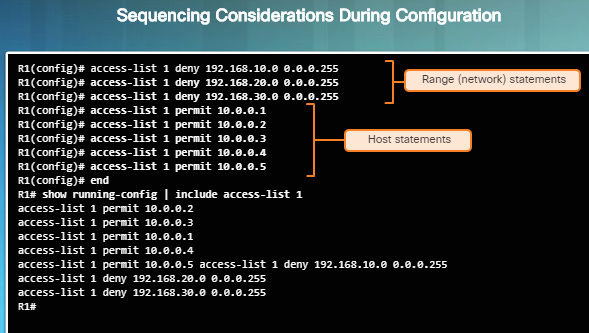 Sequencing Considerations During Configuration
R1(config)# access-list 1 deny 192.168.10.0 0.0.0.255
R1(config)# access-list 1 deny 192.168.20.0 0.0.0.255
R1(config)# access-list 1 deny 192.168.30.0 0.0.0.255
Range (network) statements
R1(config)# access-list 1 permit 10.0.0.1
R1(config)# access-list 1 permit 10.0.0.2
R1(config)# access-list 1 permit 10.0.0.3
R1(config)# access-list 1 permit 10.0.0.4
R1(config)# access-list 1 permit 10.0.0.5
Host statements
R1(config)# end
R1# show running-config | include access-list 1
access-list 1 permit 10.0.0.2
access-list 1 permit 10.0.0.3
access-list 1 permit 10.0.0.1
access-list 1 permit 10.0.0.4
access-list 1 permit 10.0.0.5 access-list 1 deny 192.168.10.0 0.0.0.255
access-list 1 deny 192.168.20.0 0.0.0.255
access-list 1 deny 192.168.30.0 0.0.0.255
R1#